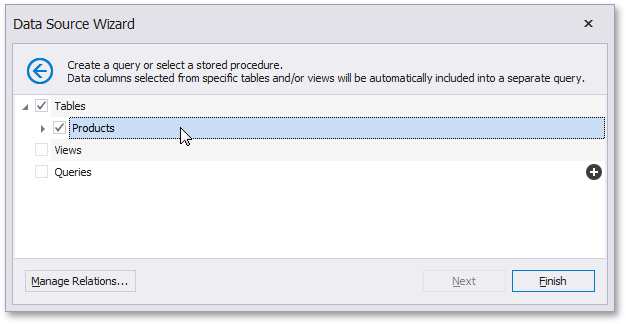 Data Source Wizard
Create a query or select a stored procedure.
Data columns selected from specific tables and/or views will be automatically included into a separate query.
Tables
Products
Views
Queries
Manage Relations...
Next
Finish